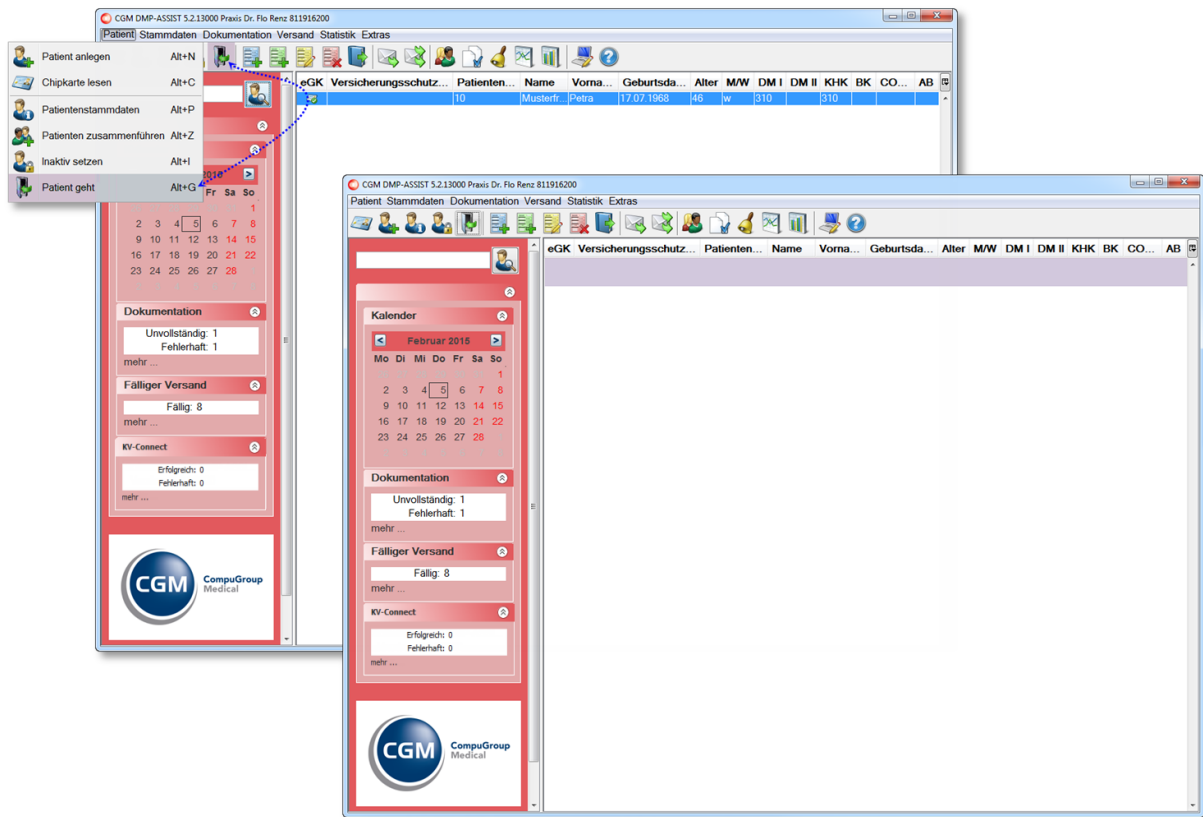 CGM DMP-ASSIST 5.2.13000 Praxis Dr. Flo Renz 811916200
Patient Stammdaten Dokumentation Versand Statistik Extras
Patient anlegen Alt+N
Chipkarte lesen Alt+C
Patientenstammdaten Alt+P
Patienten zusammenführen Alt+Z
Inaktiv setzen Alt+I
Patient geht Alt+G
eGK Versicherungsschutz... Patienten... Name Vorna... Geburtsda... Alter M/W DM I DM II KHK BK CO... AB
10 Musterfr... Petra 17.07.1968 46 w 310 310
Fr Sa So
1
2 3 4 5 6 7 8
9 10 11 12 13 14 15
16 17 18 19 20 21 22
23 24 25 26 27 28
Dokumentation
Unvollständig: 1
Fehlerhaft: 1
mehr ...
Fälliger Versand
Fällig: 8
mehr ...
KV-Connect
Erfolgreich: 0
Fehlerhaft: 0
mehr ...
CGM CompuGroup
Medical
CGM DMP-ASSIST 5.2.13000 Praxis Dr. Flo Renz 811916200
Patient Stammdaten Dokumentation Versand Statistik Extras
eGK Versicherungsschutz... Patienten... Name Vorna... Geburtsda... Alter M/W DM I DM II KHK BK CO... AB
Kalender
Februar 2015
Mo Di Mi Do Fr Sa So
1
2 3 4 5 6 7 8
9 10 11 12 13 14 15
16 17 18 19 20 21 22
23 24 25 26 27 28
Dokumentation
Unvollständig: 1
Fehlerhaft: 1
mehr ...
Fälliger Versand
Fällig: 8
mehr ...
KV-Connect
Erfolgreich: 0
Fehlerhaft: 0
mehr ...
CGM CompuGroup
Medical